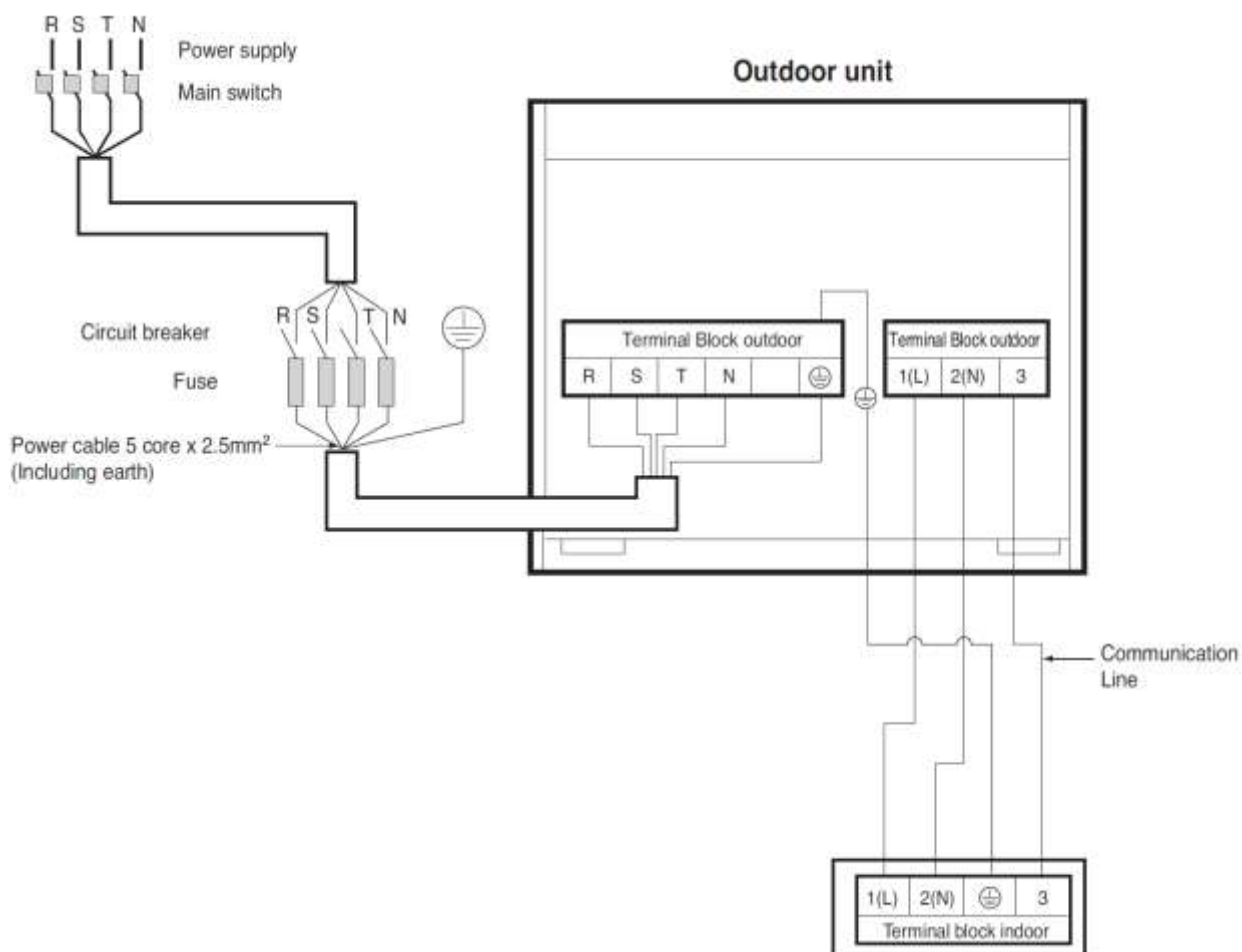 R S T N
Power supply
Main switch
Outdoor unit
R S T N
Circuit breaker
Fuse
Power cable 5 core x 2.5mm²
(Including earth)
Terminal Block outdoor
R S T N
Terminal Block outdoor
1(L) 2(N) 3
Communication
Line
1(L) 2(N) 3
Terminal block indoor